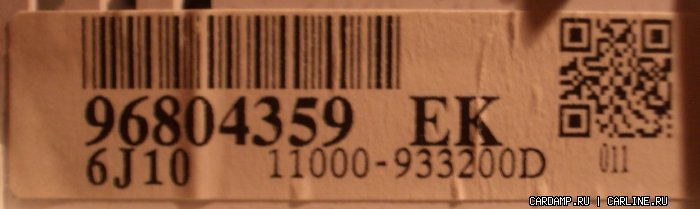 96804359 EK
6J10 11000-933200D
011
CARDAMP.RU | CARLINE.RU